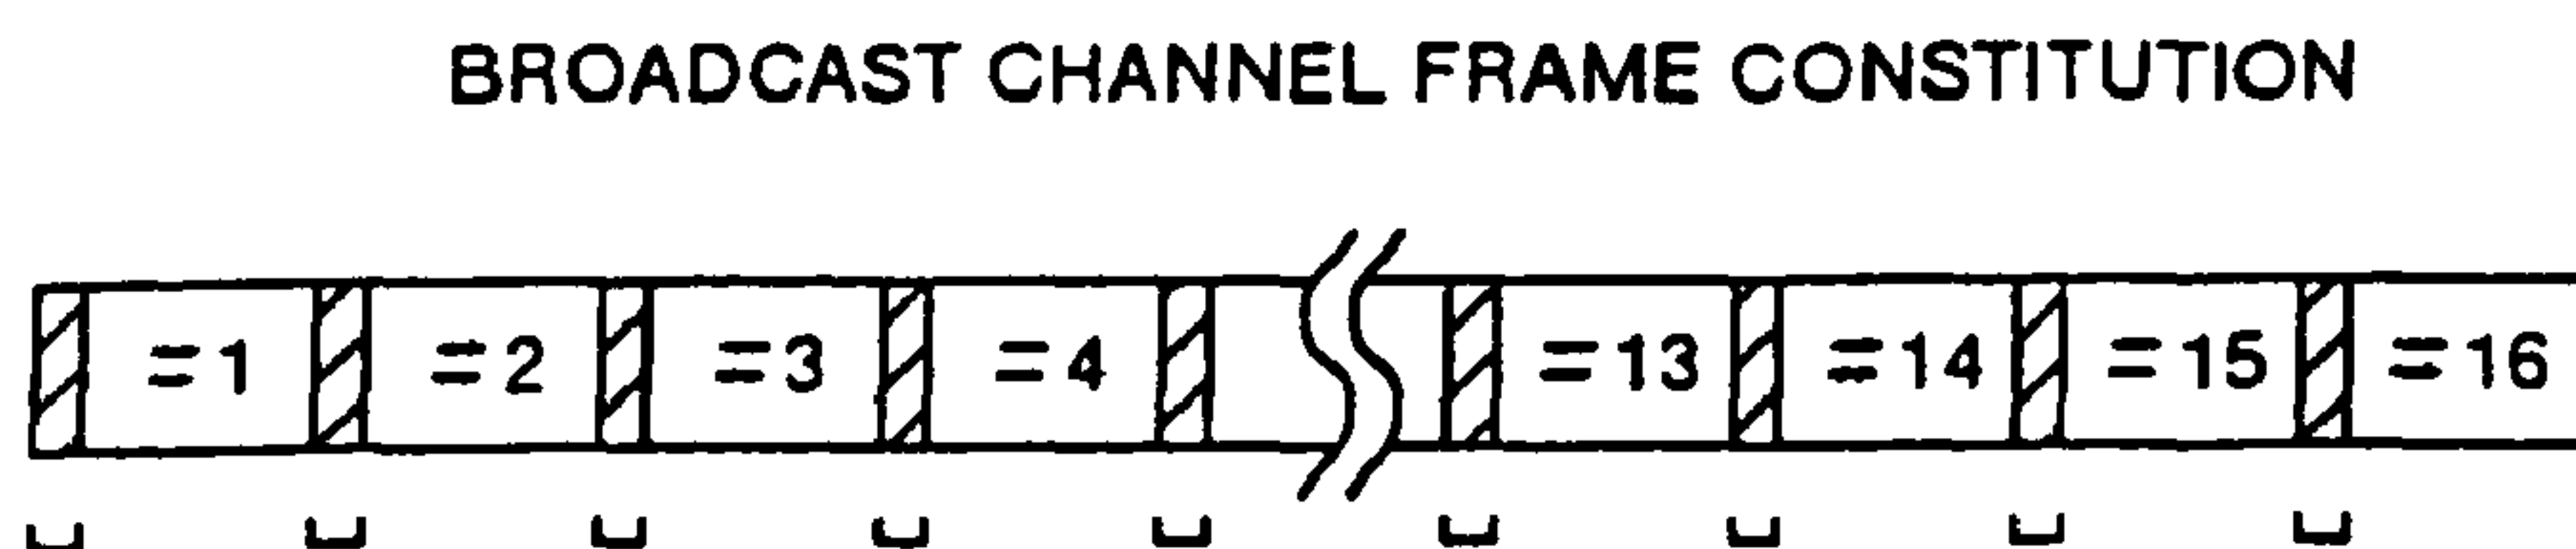 BROADCAST CHANNEL FRAME CONSTITUTION
=1 =2 =3 =4 =13 =14 =15 =16